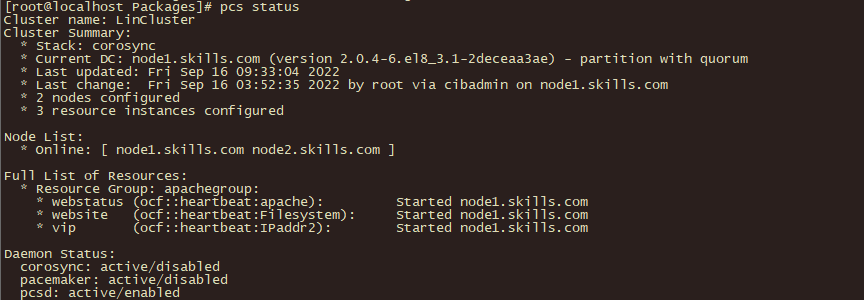 [root@localhost Packages]# pcs status
Cluster name: LinCluster
Cluster Summary:
  * Stack: corosync
  * Current DC: node1.skills.com (version 2.0.4-6.el8_3.1-2deceaa3ae) - partition with quorum
  * Last updated: Fri Sep 16 09:33:04 2022
  * Last change:  Fri Sep 16 03:52:35 2022 by root via cibadmin on node1.skills.com
  * 2 nodes configured
  * 3 resource instances configured

Node List:
  * Online: [ node1.skills.com node2.skills.com ]

Full List of Resources:
  * Resource Group: apachegroup:
    * webstatus (ocf::heartbeat:apache):         Started node1.skills.com
    * website   (ocf::heartbeat:Filesystem):     Started node1.skills.com
    * vip       (ocf::heartbeat:IPaddr2):        Started node1.skills.com

Daemon Status:
  corosync: active/disabled
  pacemaker: active/disabled
  pcsd: active/enabled